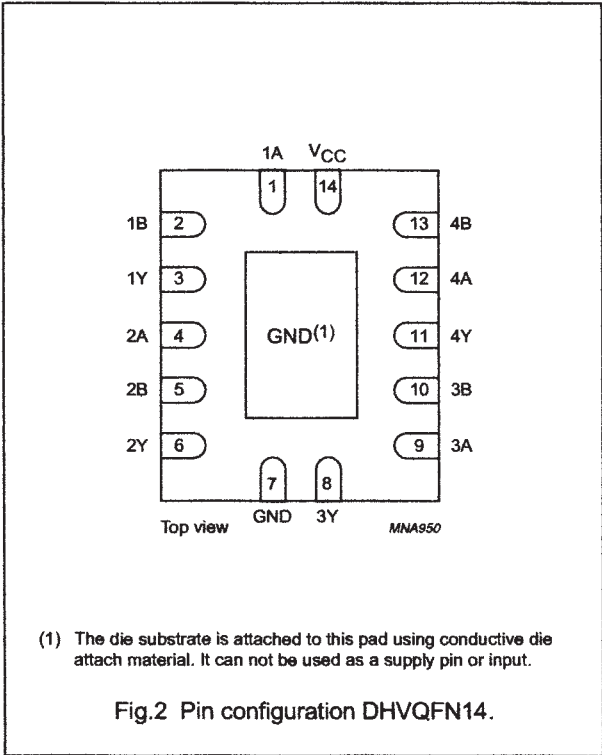 1A VCC
1 14
1B 2 13 4B
1Y 3 12 4A
2A 4 GND(1) 11 4Y
2B 5 10 3B
2Y 6 9 3A
7 8
Top view GND 3Y MNA950
(1) The die substrate is attached to this pad using conductive die
attach material. It can not be used as a supply pin or input.
Fig.2 Pin configuration DHVQFN14.